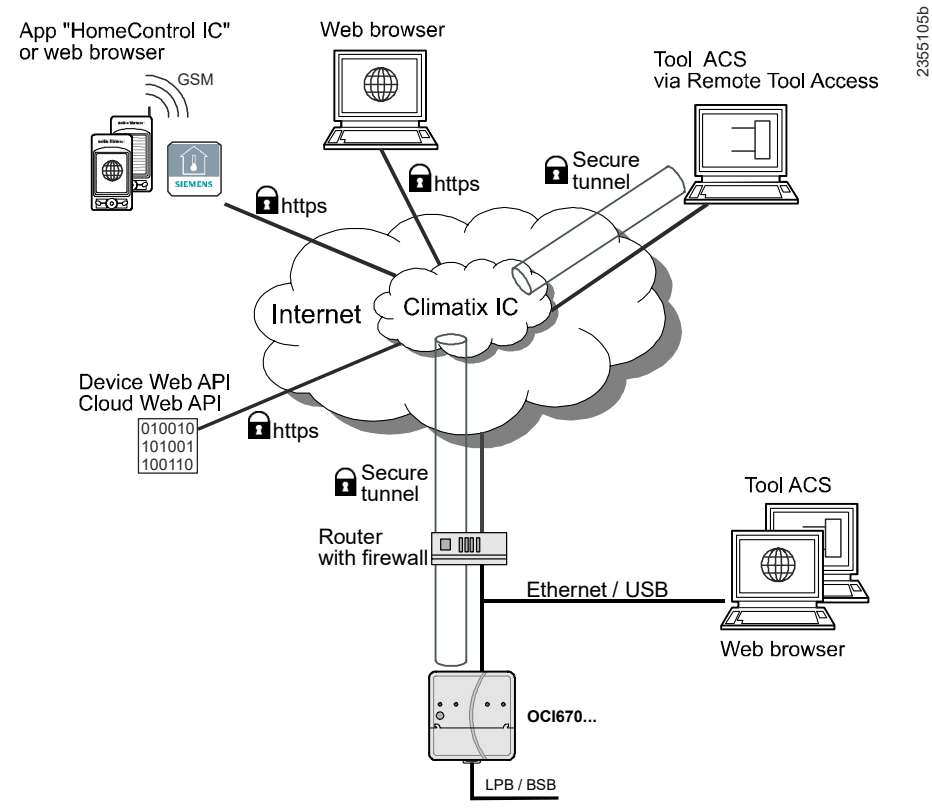 App "HomeControl IC"
or web browser
GSM
SIEMENS
Web browser
Tool ACS
via Remote Tool Access
2355105b
https
https
Secure
tunnel
Internet
Climatix IC
Device Web API
Cloud Web API
010010
101001
100110
https
Secure
tunnel
Router
with firewall
Ethernet / USB
Tool ACS
Web browser
OCI670...
LPB / BSB